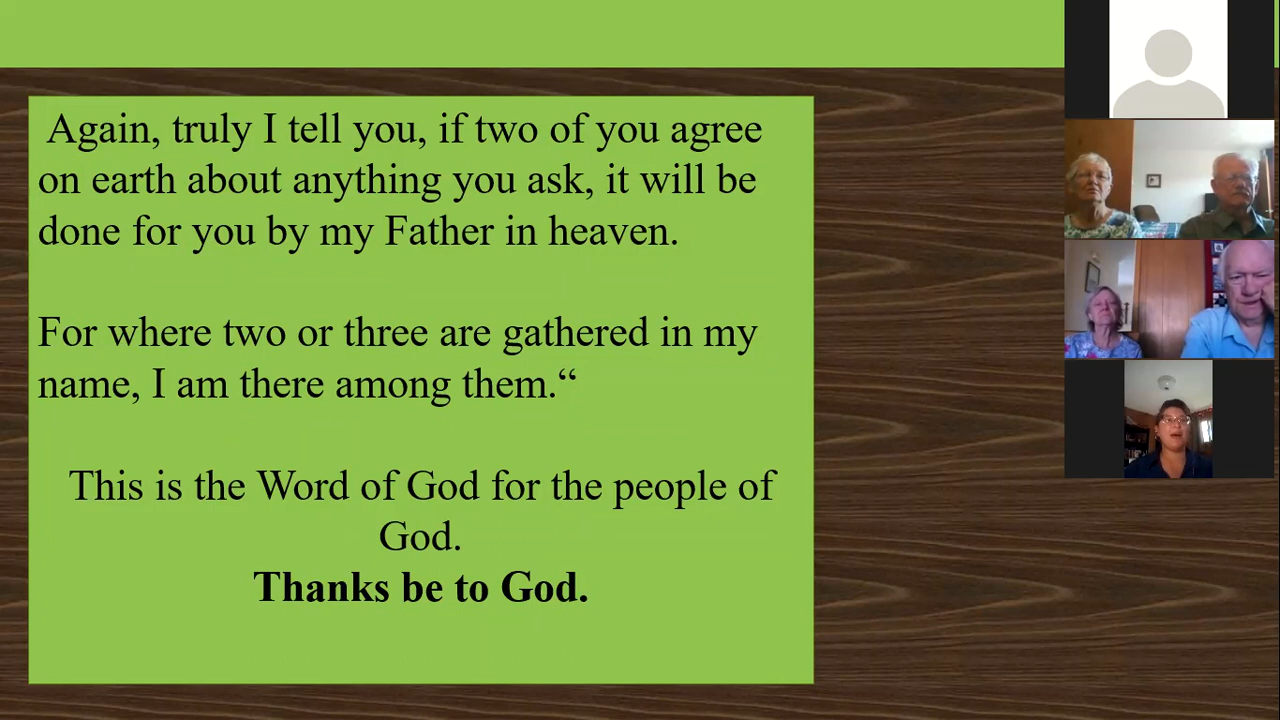 Again, truly I tell you, if two of you agree
on earth about anything you ask, it will be
done for you by my Father in heaven.
For where two or three are gathered in my
name, I am there among them.“
This is the Word of God for the people of
God.
Thanks be to God.